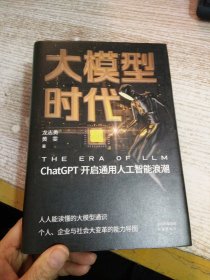 大模型
时代
龙志勇
黄雯
著
THE ERA OF LLM
ChatGPT 开启通用人工智能浪潮
人人能读懂的大模型通识
个人、企业与社会大变革的能力导图